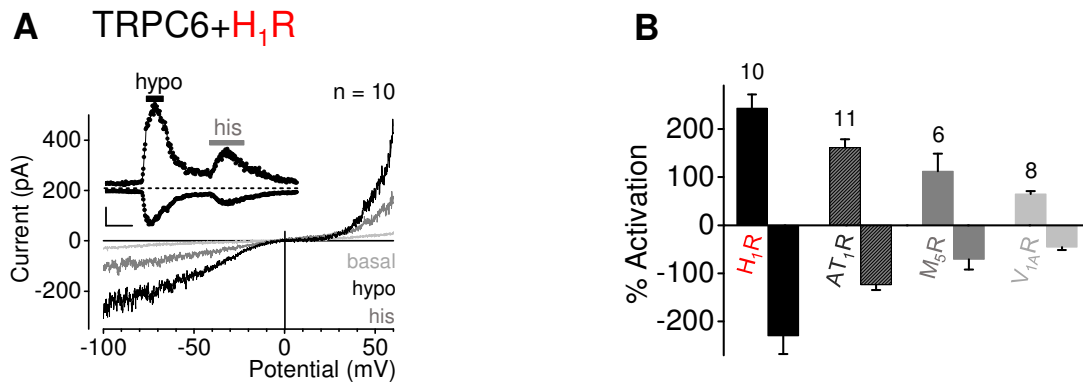 A TRPC6+H₁R
hypo
n = 10
his
Current (pA)
400
200
0
-200
basal
hypo
his
-100 -50 0 50
Potential (mV)
B
% Activation
200
100
0
-100
-200
10
11
6
8
H₁R
AT₁R
M₅R
V₁ₐR